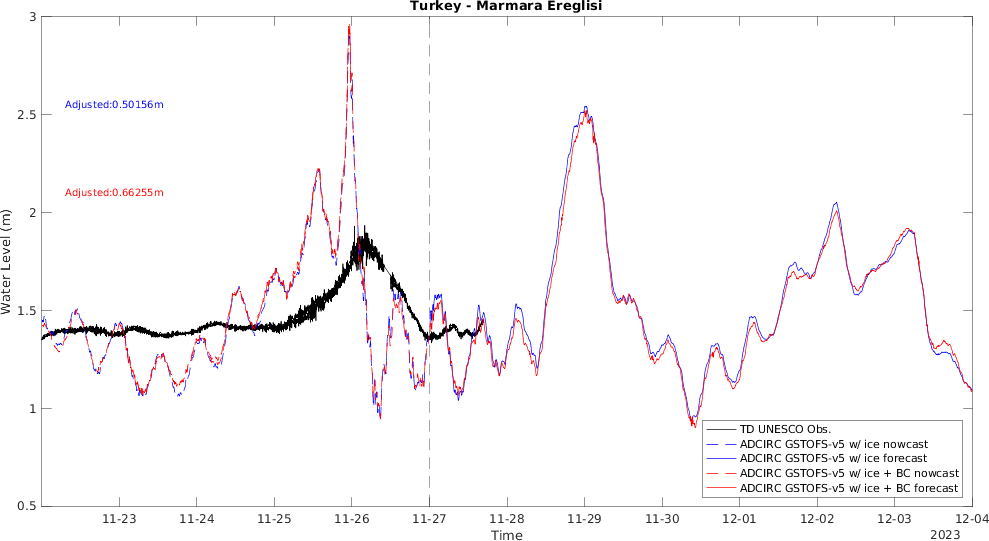 Turkey - Marmara Ereglisi
3
2.5
2
1.5
1
0.5
Water Level (m)
Adjusted:0.50156m
Adjusted:0.66255m
TD UNESCO Obs.
ADCIRC GSTOFS-v5 w/ ice nowcast
ADCIRC GSTOFS-v5 w/ ice forecast
ADCIRC GSTOFS-v5 w/ ice + BC nowcast
ADCIRC GSTOFS-v5 w/ ice + BC forecast
11-23 11-24 11-25 11-26 11-27 11-28 11-29 11-30 12-01 12-02 12-03 12-04
Time
2023